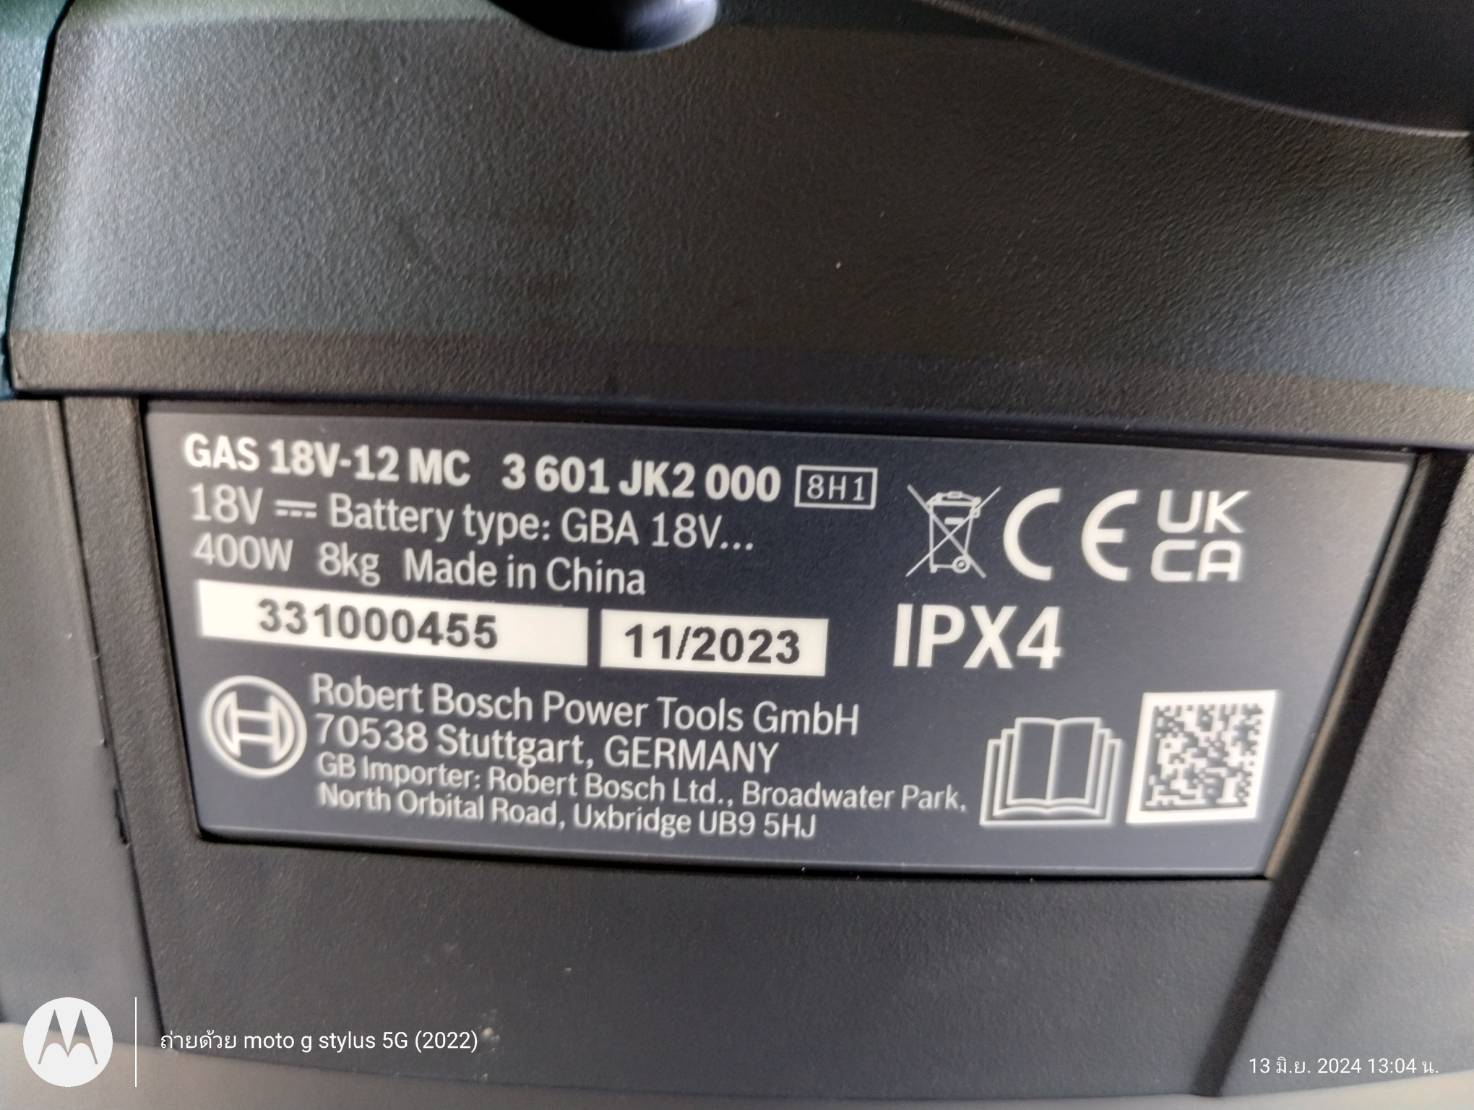 GAS 18V-12 MC 3 601 JK2 000 8H1
18V Battery type: GBA 18V...
400W 8kg Made in China
331000455 11/2023
CE UK CA
IPX4
Robert Bosch Power Tools GmbH
70538 Stuttgart, GERMANY
GB Importer: Robert Bosch Ltd., Broadwater Park,
North Orbital Road, Uxbridge UB9 5HJ
ถ่ายด้วย moto g stylus 5G (2022)
13 มิ.ย. 2024 13:04 น.